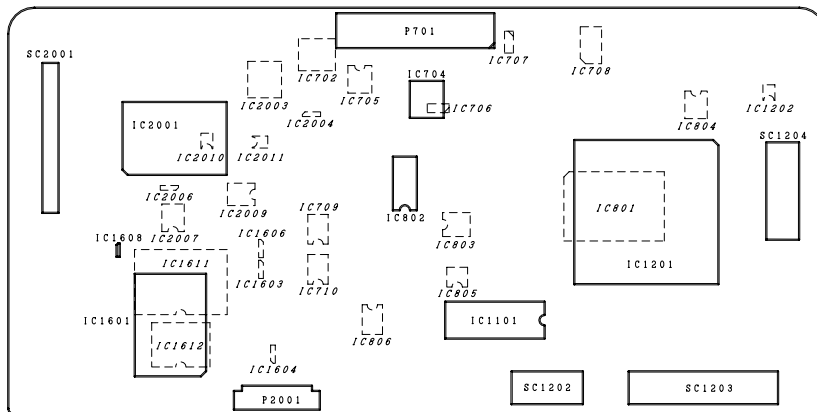 P701
SC2001
IC702
IC707
IC704
IC708
IC2003
IC705
IC706
IC1202
IC2004
IC804
IC2001
SC1204
IC2010
IC2011
IC2006
IC2009
IC709
IC802
IC801
IC1608
IC2007
IC1606
IC803
IC1611
IC1201
IC1603
IC710
IC805
IC1601
IC1101
IC1612
IC806
IC1604
SC1202
SC1203
P2001